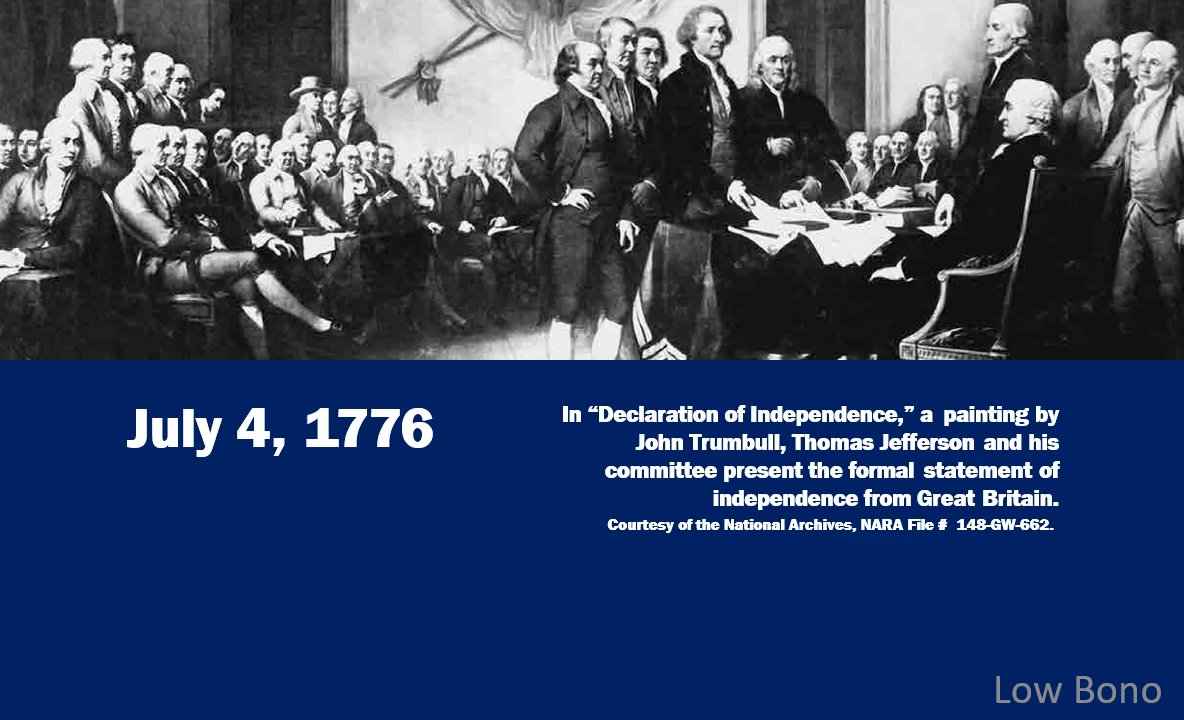 July 4, 1776
In “Declaration of Independence,” a painting by
John Trumbull, Thomas Jefferson and his
committee present the formal statement of
independence from Great Britain.
Courtesy of the National Archives, NARA File # 148-GW-662.
Low Bono